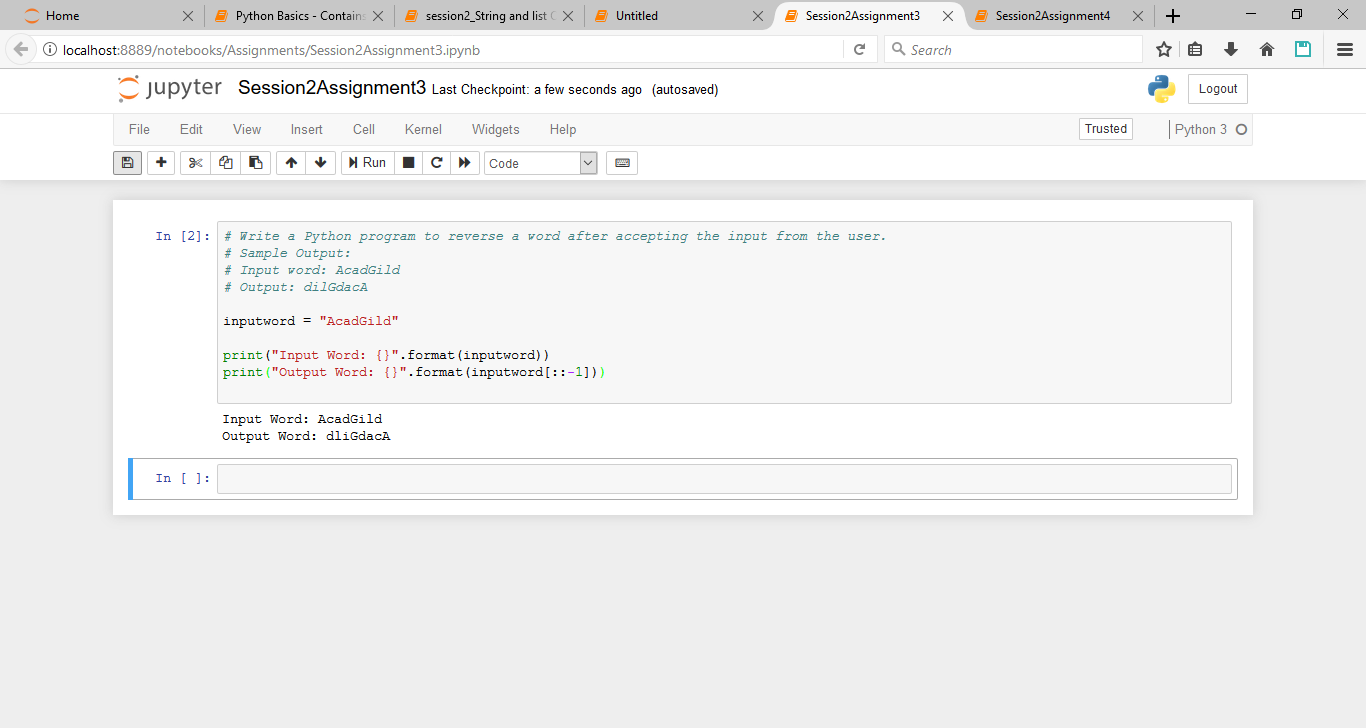 Home
Python Basics - Contains
session2_String and list
Untitled
Session2Assignment3
Session2Assignment4
localhost:8889/notebooks/Assignments/Session2Assignment3.ipynb
Search
jupyter Session2Assignment3 Last Checkpoint: a few seconds ago (autosaved)
Logout
File Edit View Insert Cell Kernel Widgets Help
Trusted
Python 3
Run
Code
In [2]:
# Write a Python program to reverse a word after accepting the input from the user.
# Sample Output:
# Input word: AcadGild
# Output: dilGdacA
inputword = "AcadGild"
print("Input Word: {}".format(inputword))
print("Output Word: {}".format(inputword[::-1]))
Input Word: AcadGild
Output Word: dliGdacA
In [ ]: